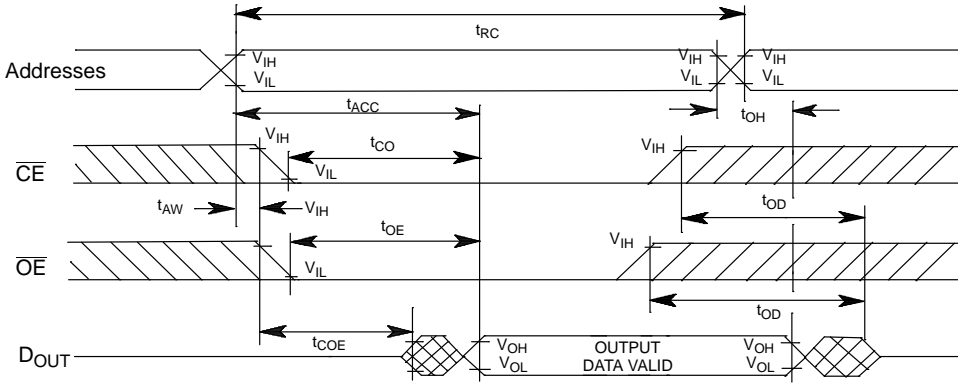 tRC
VIH VIH VIH
Addresses
VIL VIL VIL
tACC
tOH
VIH
tCO
VIH
CE
VIL
tAW
VIH
tOD
tOE
VIH
OE
VIL
tOD
tCOE
DOUT
VOH OUTPUT VOH
VOL DATA VALID VOL